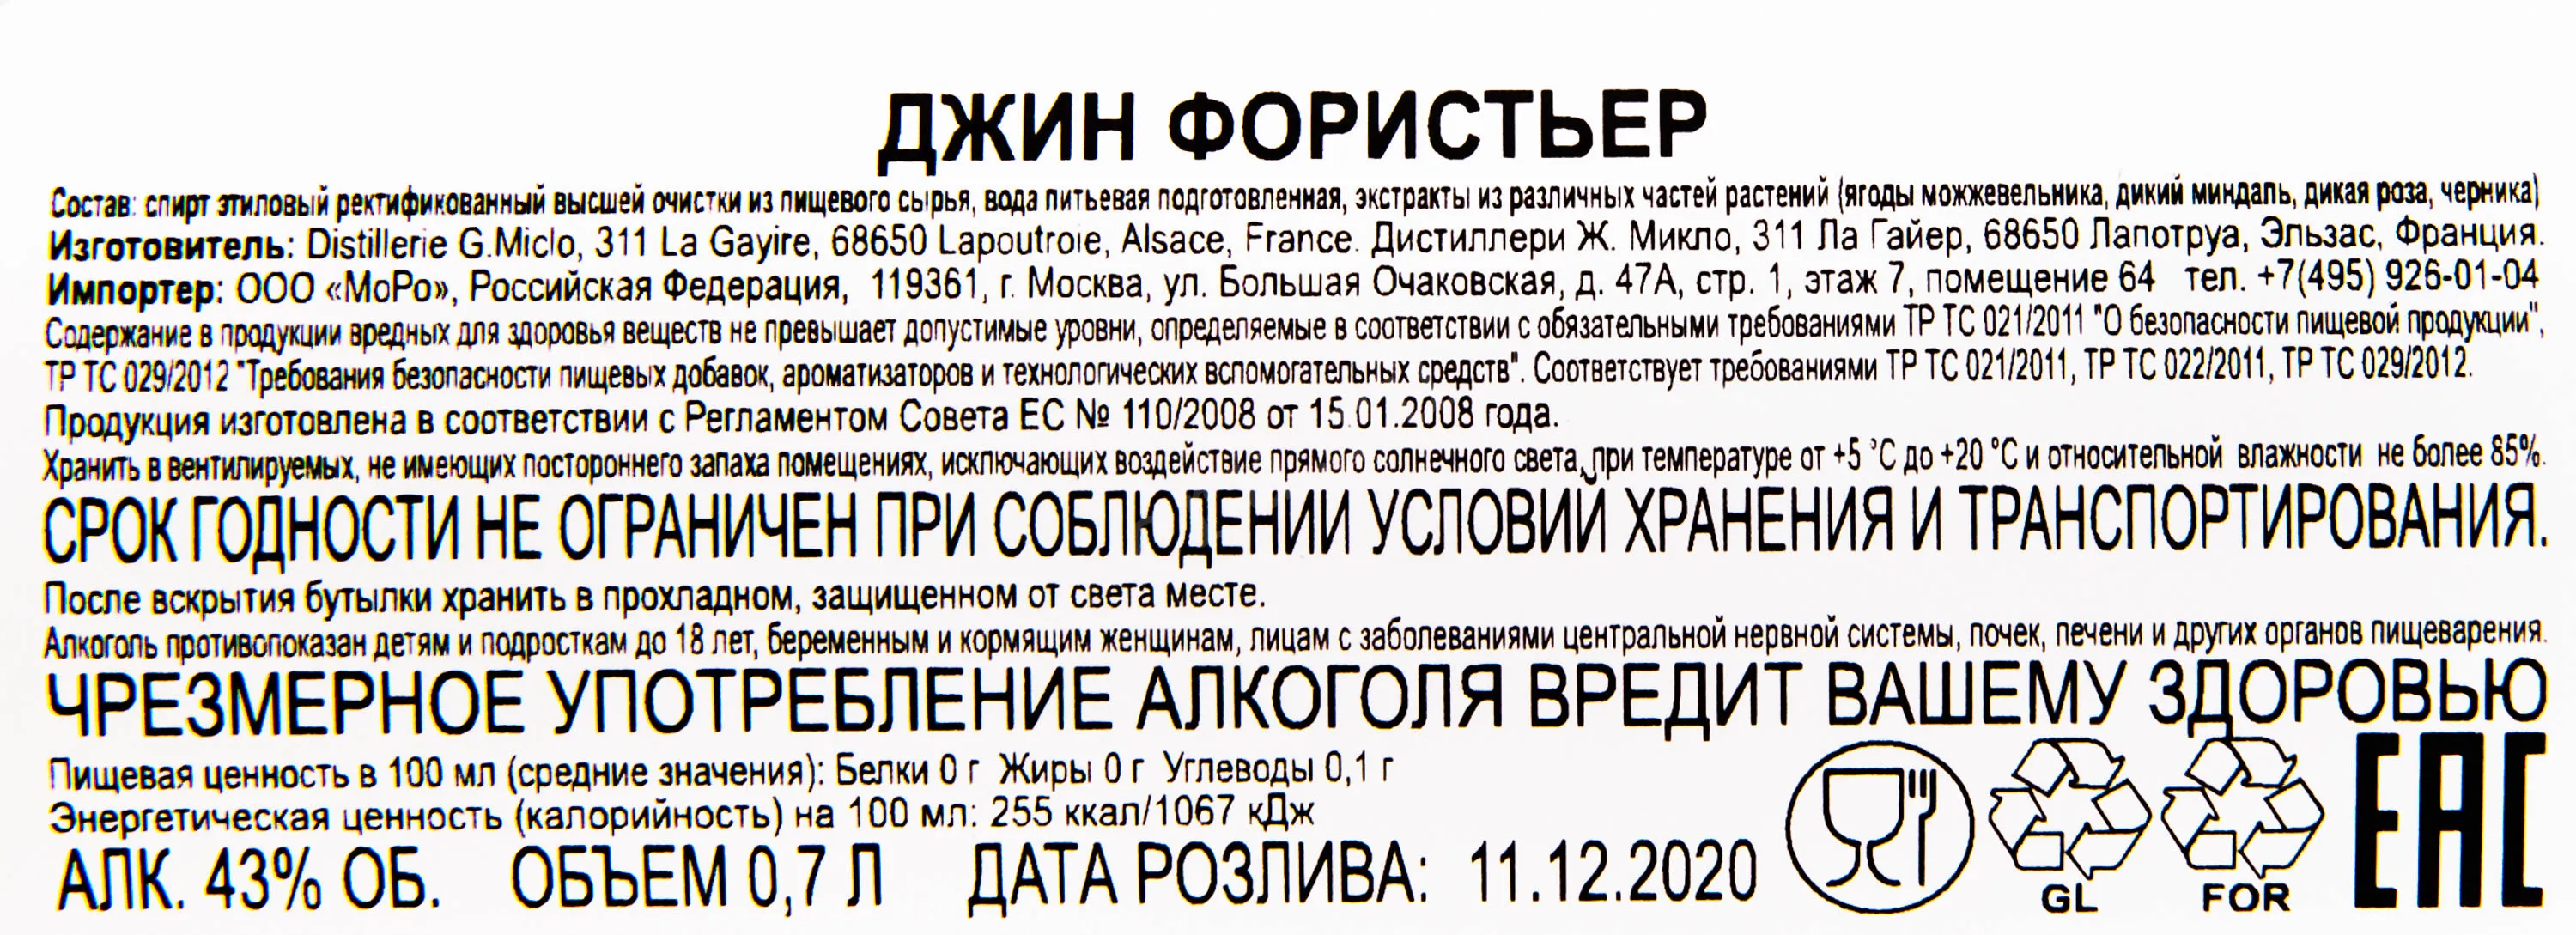 ДЖИН ФОРИСТЬЕР
Состав: спирт этиловый ректификованный высшей очистки из пищевого сырья, вода питьевая подготовленная, экстракты из различных частей растений (ягоды можжевельника, дикий миндаль, дикая роза, черника)
Изготовитель: Distillerie G.Miclo, 311 La Gayire, 68650 Lapoutroie, Alsace, France. Дистиллери Ж. Микло, 311 Ла Гайер, 68650 Лапотруа, Эльзас, Франция.
Импортер: ООО «МоРо», Российская Федерация, 119361, г. Москва, ул. Большая Очаковская, д. 47А, стр. 1, этаж 7, помещение 64 тел. +7(495) 926-01-04
Содержание в продукции вредных для здоровья веществ не превышает допустимые уровни, определяемые в соответствии с обязательными требованиями ТР ТС 021/2011 "О безопасности пищевой продукции",
ТР ТС 029/2012 "Требования безопасности пищевых добавок, ароматизаторов и технологических вспомогательных средств". Соответствует требованиями ТР ТС 021/2011, ТР ТС 022/2011, ТР ТС 029/2012.
Продукция изготовлена в соответствии с Регламентом Совета ЕС № 110/2008 от 15.01.2008 года.
Хранить в вентилируемых, не имеющих постороннего запаха помещениях, исключающих воздействие прямого солнечного света, при температуре от +5 °С до +20 °С и относительной влажности не более 85%.
СРОК ГОДНОСТИ НЕ ОГРАНИЧЕН ПРИ СОБЛЮДЕНИИ УСЛОВИЙ ХРАНЕНИЯ И ТРАНСПОРТИРОВАНИЯ.
После вскрытия бутылки хранить в прохладном, защищенном от света месте.
Алкоголь противопоказан детям и подросткам до 18 лет, беременным и кормящим женщинам, лицам с заболеваниями центральной нервной системы, почек, печени и других органов пищеварения.
ЧРЕЗМЕРНОЕ УПОТРЕБЛЕНИЕ АЛКОГОЛЯ ВРЕДИТ ВАШЕМУ ЗДОРОВЬЮ
Пищевая ценность в 100 мл (средние значения): Белки 0 г Жиры 0 г Углеводы 0,1 г
Энергетическая ценность (калорийность) на 100 мл: 255 ккал/1067 кДж
АЛК. 43% ОБ. ОБЪЕМ 0,7 Л ДАТА РОЗЛИВА: 11.12.2020
GL FOR EAC